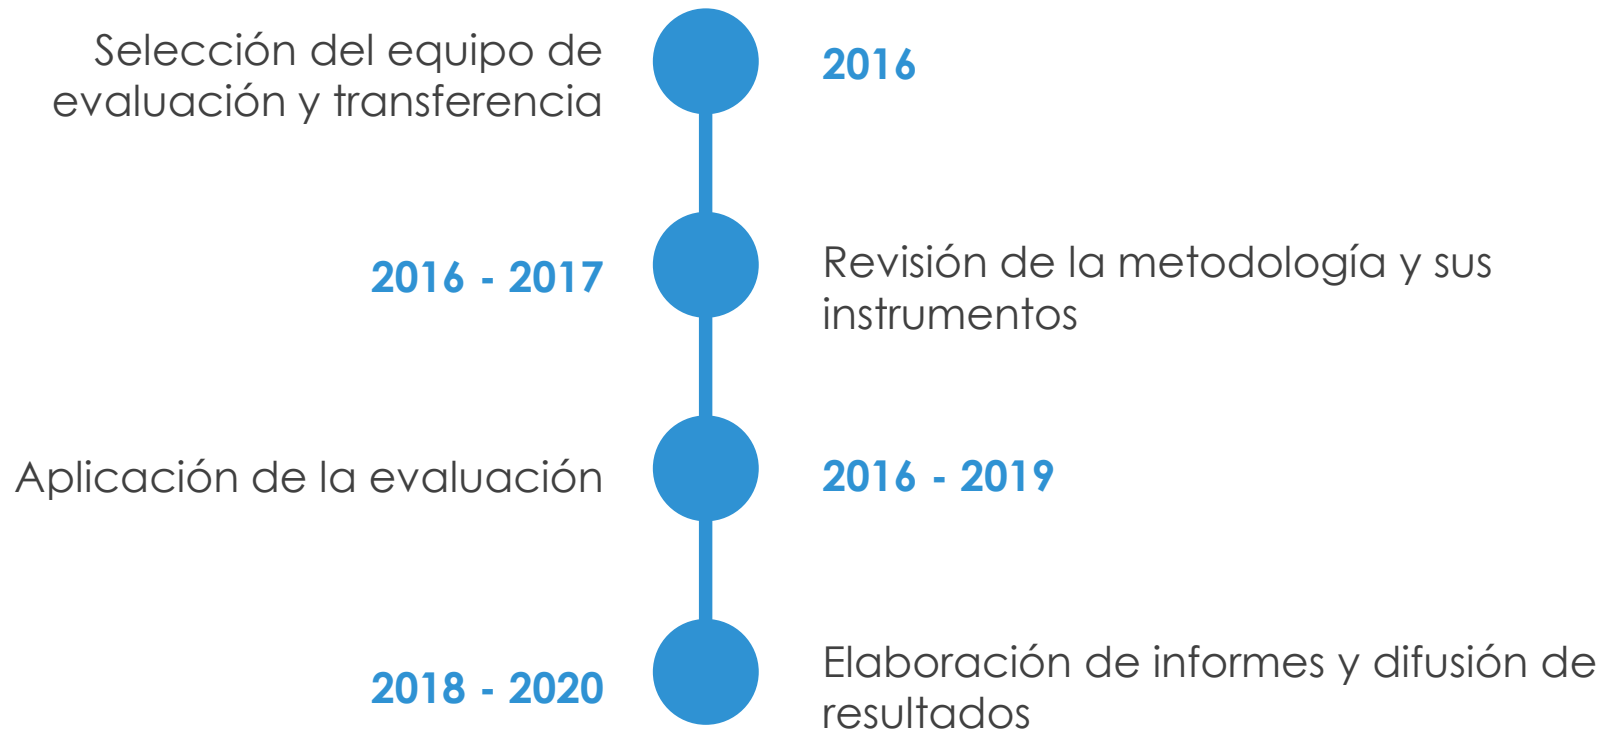 Selección del equipo de
evaluación y transferencia
2016
2016 - 2017
Revisión de la metodología y sus
instrumentos
Aplicación de la evaluación
2016 - 2019
2018 - 2020
Elaboración de informes y difusión de
resultados